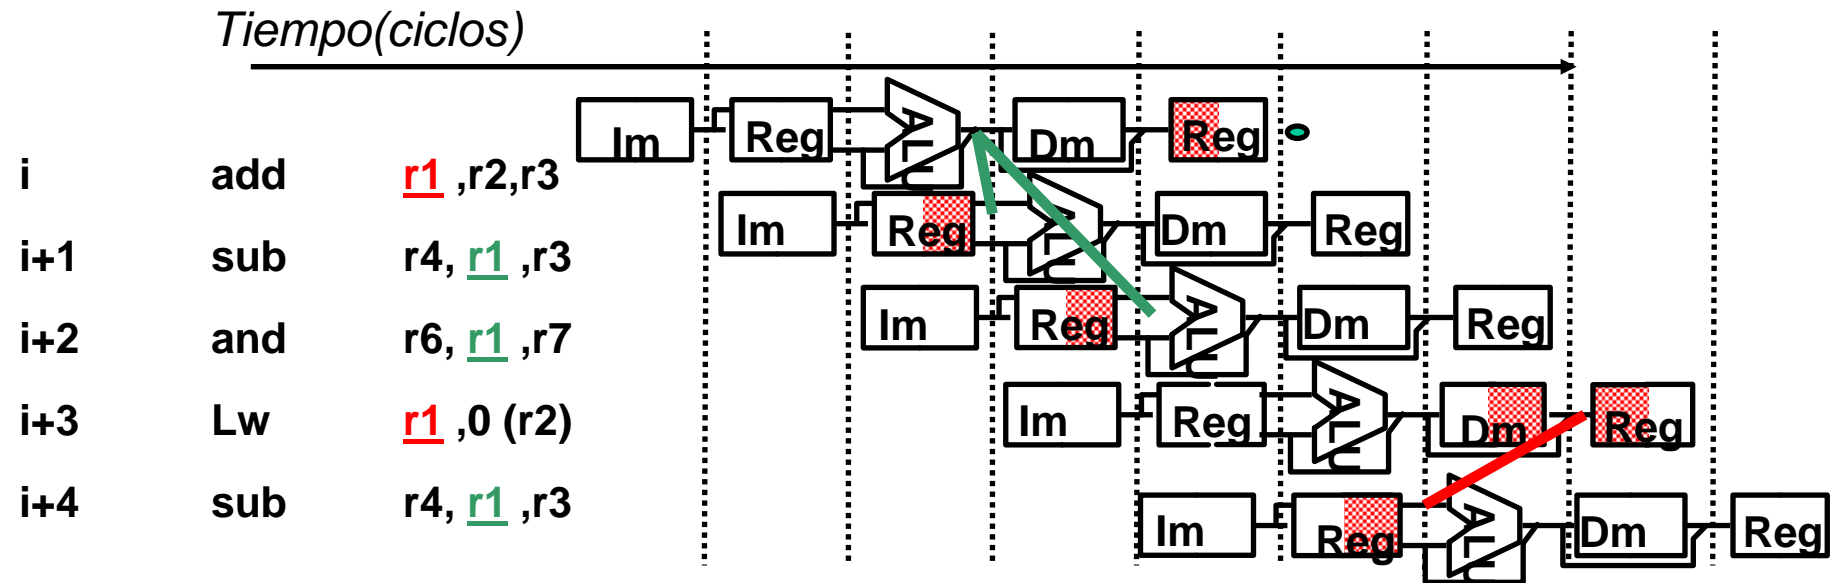 Tiempo(ciclos)
Im Reg ALU Dm Reg
i add r1 ,r2,r3
Im Reg ALU Dm Reg
i+1 sub r4, r1 ,r3
Im Reg ALU Dm Reg
i+2 and r6, r1 ,r7
Im Reg ALU Dm Reg
i+3 Lw r1 ,0 (r2)
Im Reg ALU Dm Reg
i+4 sub r4, r1 ,r3